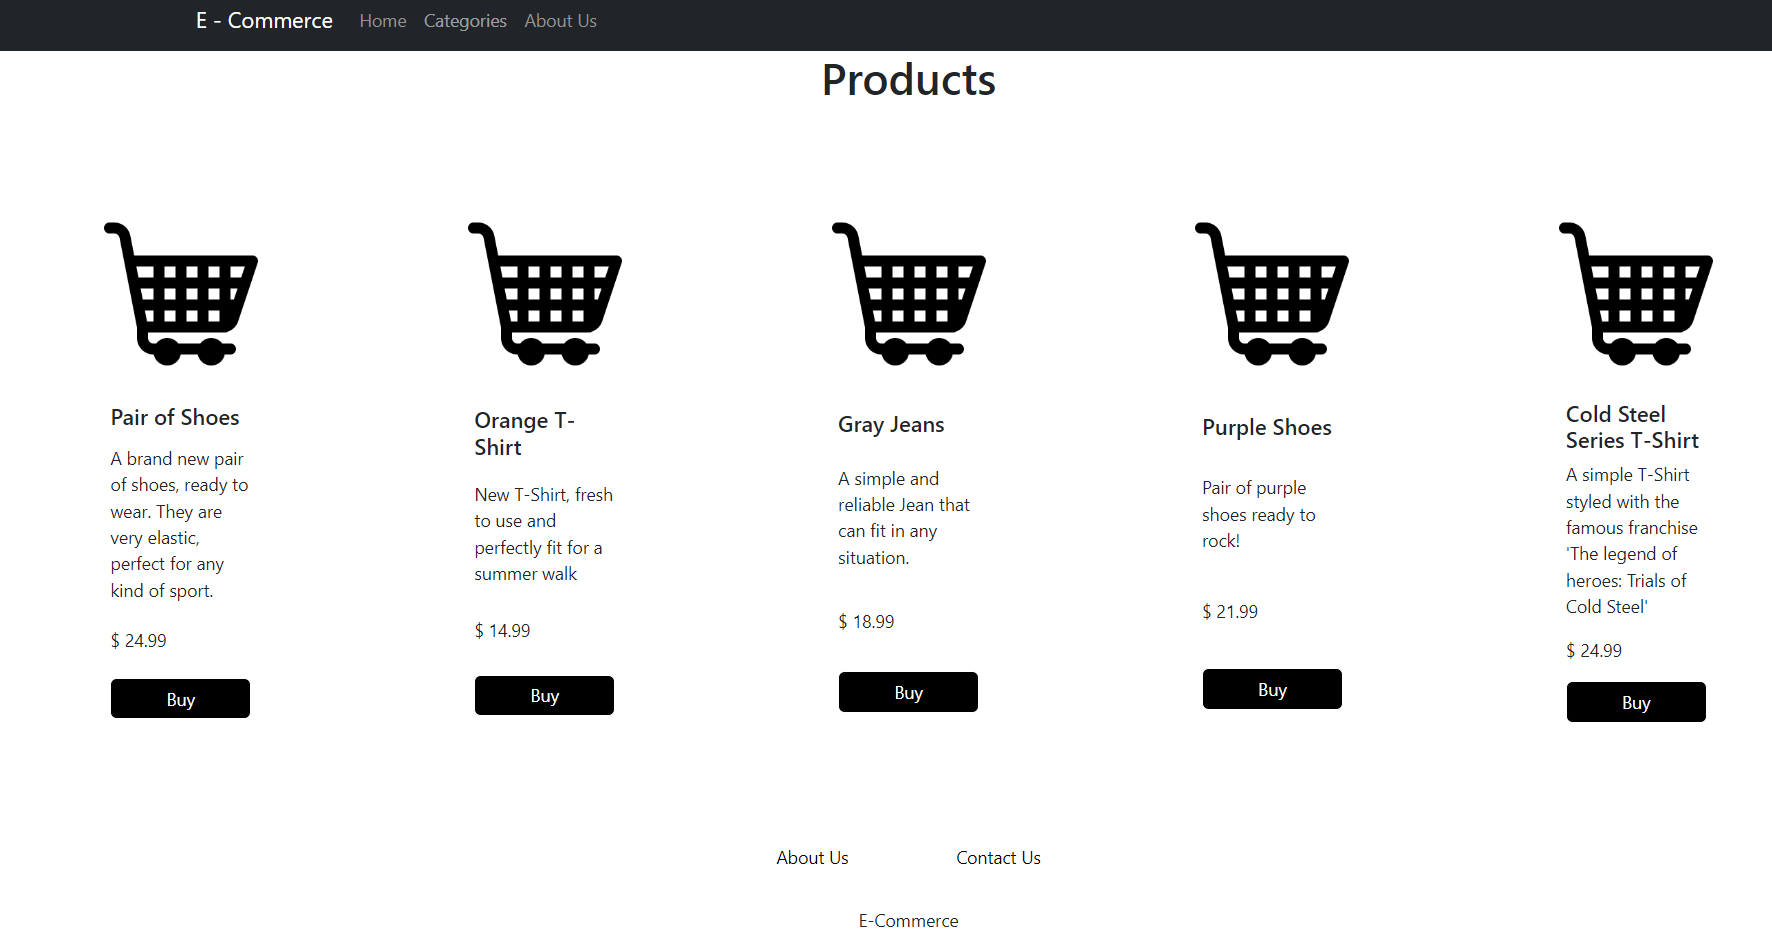 E - Commerce Home Categories About Us
Products
Pair of Shoes
A brand new pair
of shoes, ready to
wear. They are
very elastic,
perfect for any
kind of sport.
$ 24.99
Buy
Orange T-
Shirt
New T-Shirt, fresh
to use and
perfectly fit for a
summer walk
$ 14.99
Buy
Gray Jeans
A simple and
reliable Jean that
can fit in any
situation.
$ 18.99
Buy
Purple Shoes
Pair of purple
shoes ready to
rock!
$ 21.99
Buy
Cold Steel
Series T-Shirt
A simple T-Shirt
styled with the
famous franchise
'The legend of
heroes: Trials of
Cold Steel'
$ 24.99
Buy
About Us Contact Us
E-Commerce